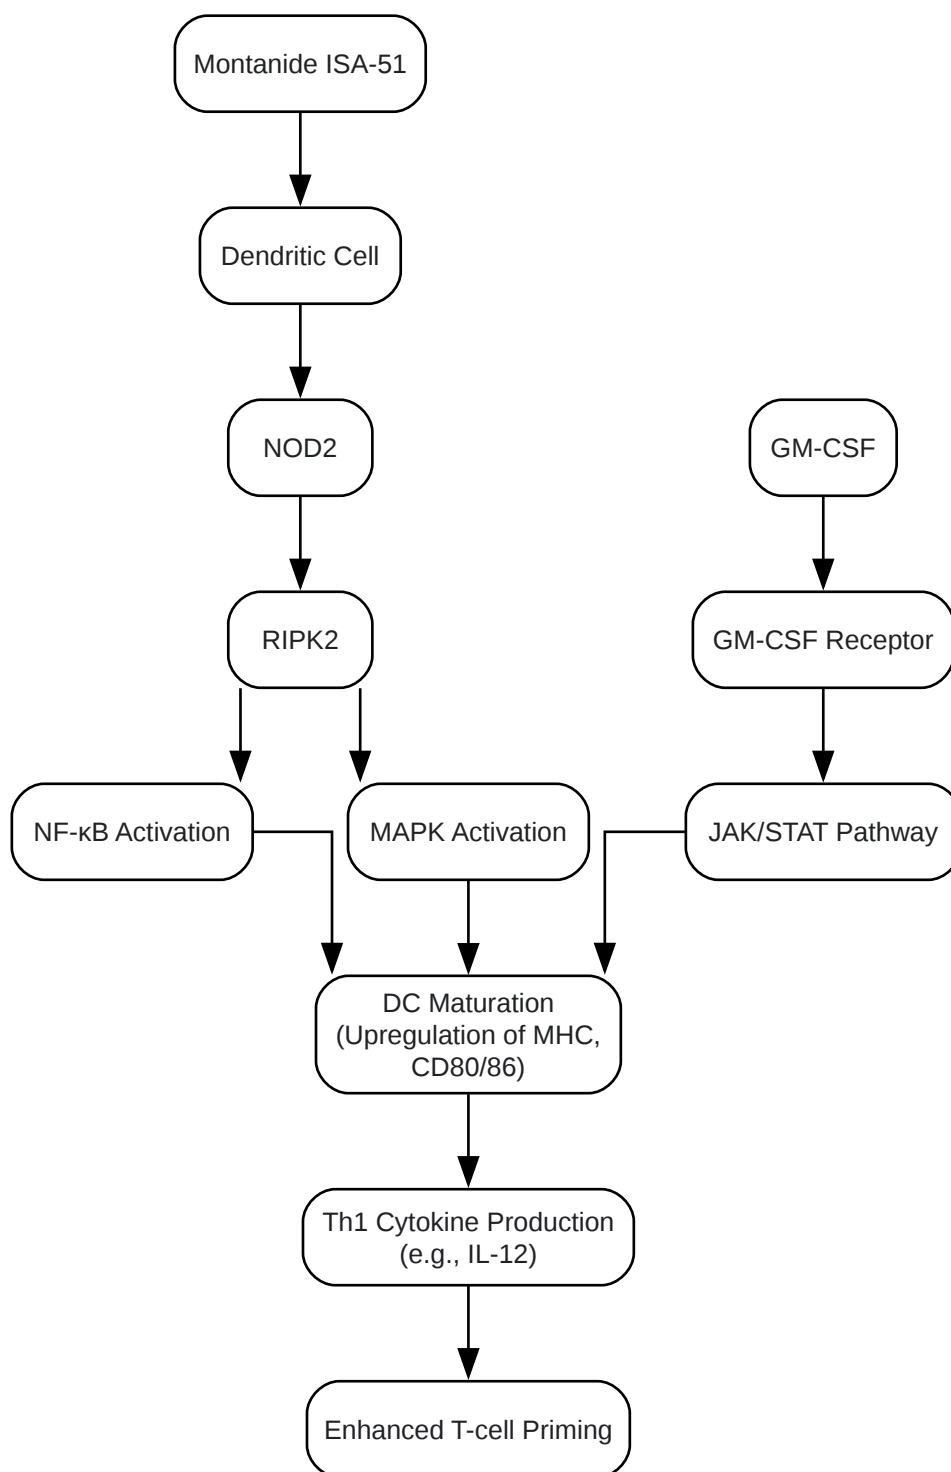 Montanide ISA-51
Dendritic Cell
NOD2
GM-CSF
RIPK2
GM-CSF Receptor
NF-κB Activation
MAPK Activation
JAK/STAT Pathway
DC Maturation
(Upregulation of MHC,
CD80/86)
Th1 Cytokine Production
(e.g., IL-12)
Enhanced T-cell Priming